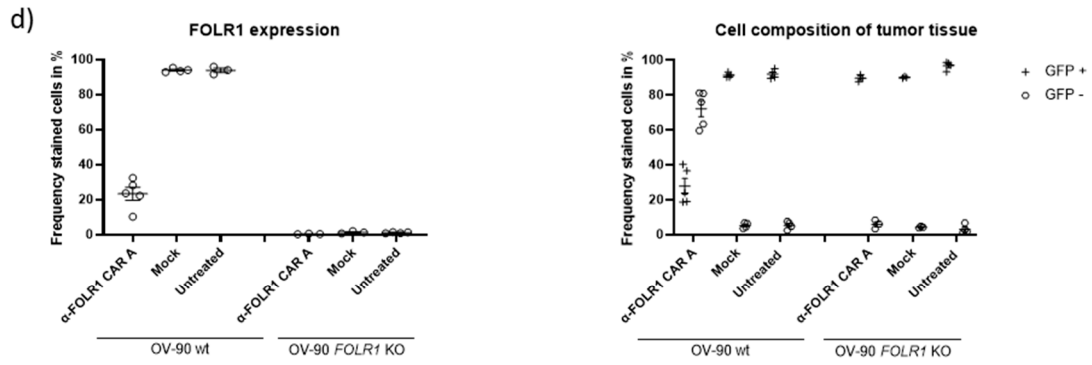 d)
FOLR1 expression
Frequency stained cells in %
100
80
60
40
20
0
α-FOLR1 CAR A
Mock
Untreated
α-FOLR1 CAR A
Mock
Untreated
OV-90 wt
OV-90 FOLR1 KO
Cell composition of tumor tissue
Frequency stained cells in %
100
80
60
40
20
0
α-FOLR1 CAR A
Mock
Untreated
α-FOLR1 CAR A
Mock
Untreated
OV-90 wt
OV-90 FOLR1 KO
GFP +
GFP -